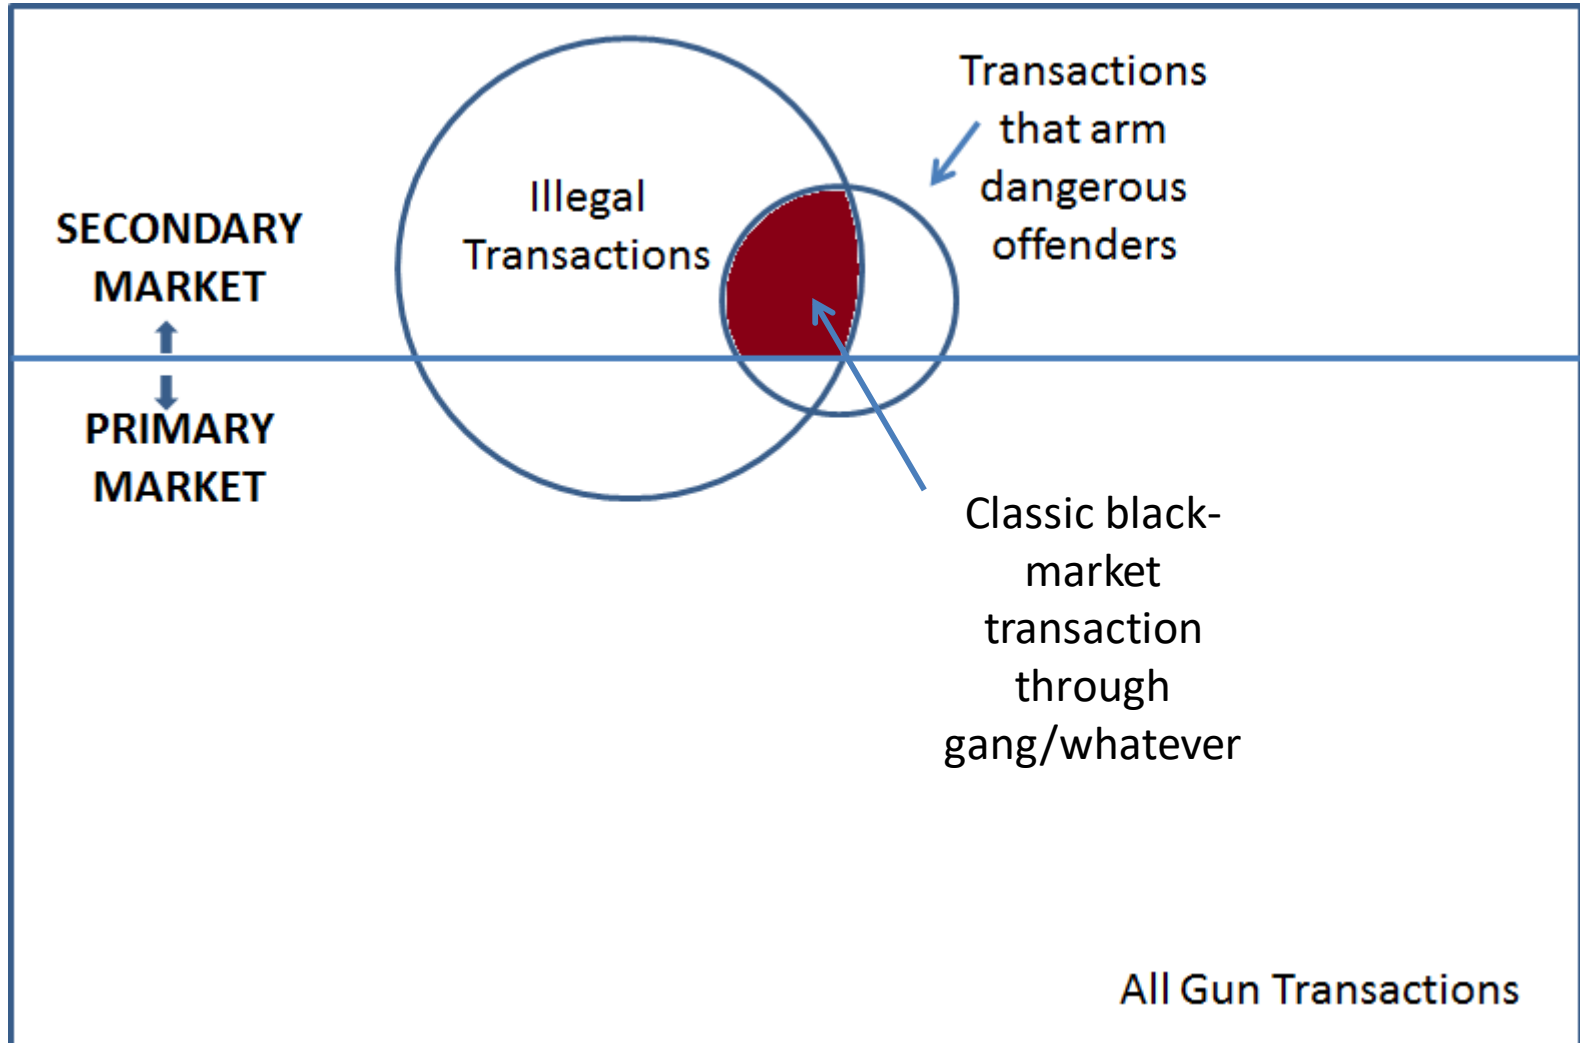 Transactions
that arm
dangerous
offenders
Illegal
Transactions
SECONDARY
MARKET
PRIMARY
MARKET
Classic black-
market
transaction
through
gang/whatever
All Gun Transactions